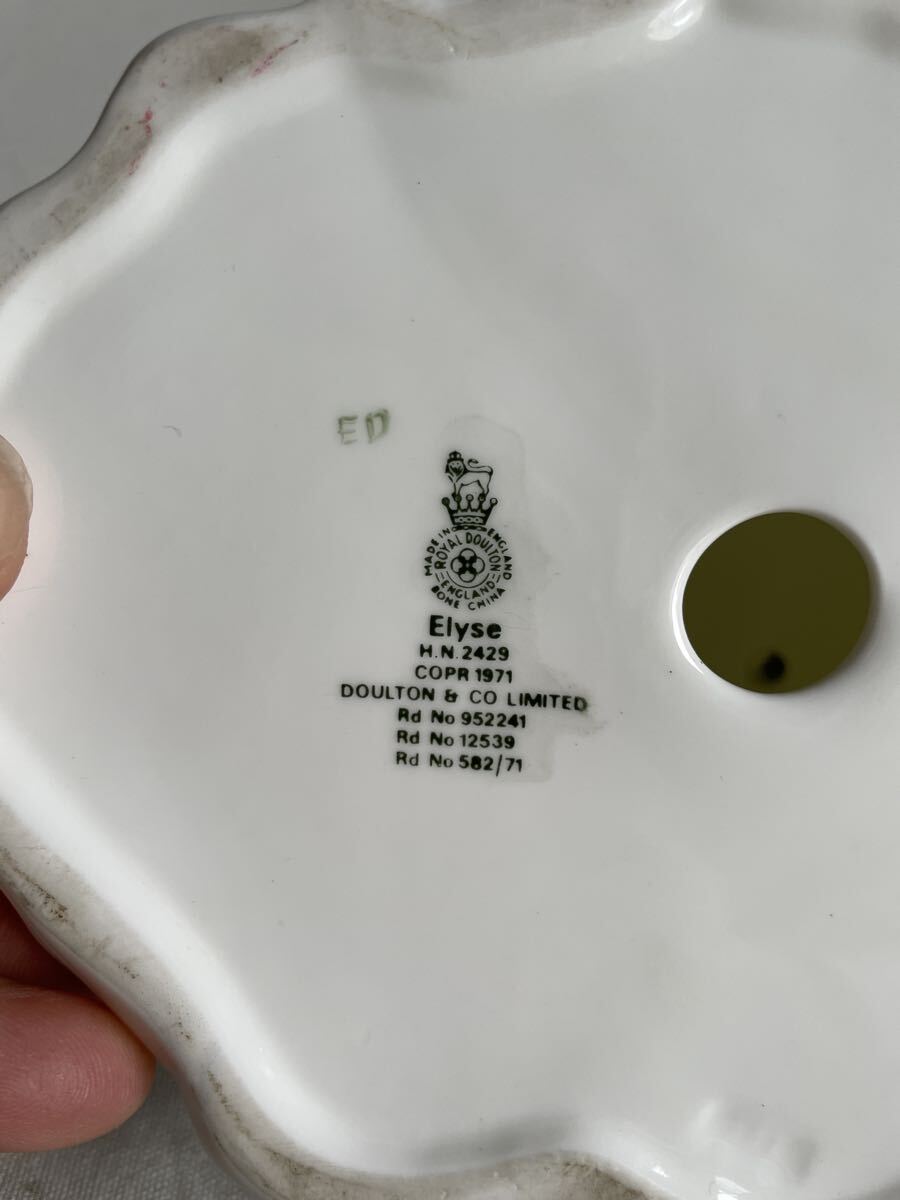 ED
MADE IN ENGLAND
ROYAL DOULTON
ENGLAND
BONE CHINA
Elyse
H.N. 2429
COPR 1971
DOULTON & CO LIMITED
Rd No 952241
Rd No 12539
Rd No 582/71